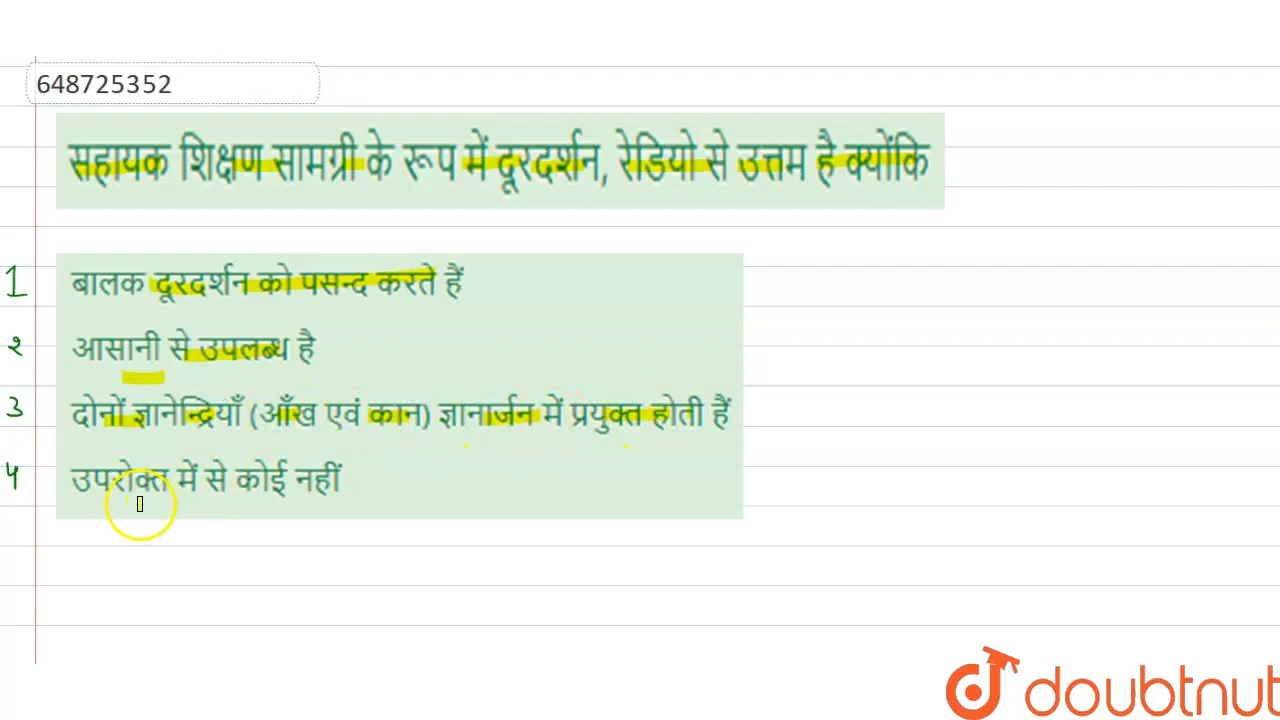 648725352
सहायक शिक्षण सामग्री के रूप में दूरदर्शन, रेडियो से उत्तम है क्योंकि
1 बालक दूरदर्शन को पसन्द करते हैं
२ आसानी से उपलब्ध है
3 दोनों ज्ञानेन्द्रियाँ (आँख एवं कान) ज्ञानार्जन में प्रयुक्त होती हैं
4 उपरोक्त में से कोई नहीं
doubtnut